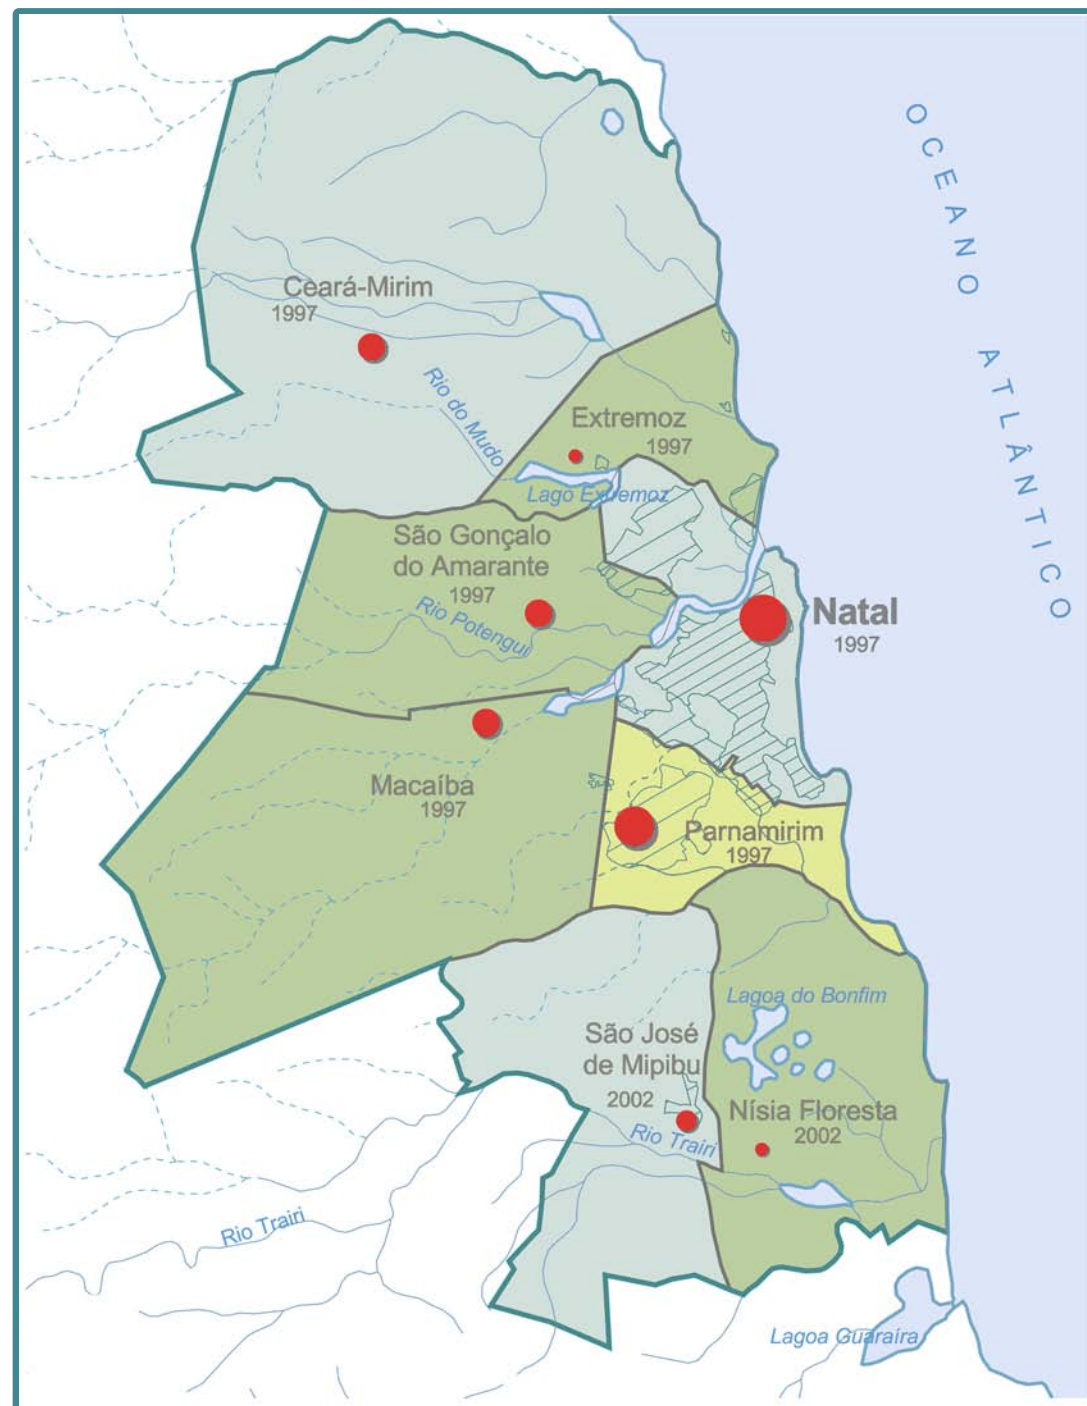 OCEANO ATLÂNTICO
Ceará-Mirim
1997
Rio do Mudo
Extremoz
1997
Lago Extremoz
São Gonçalo
do Amarante
1997
Rio Potengui
Natal
1997
Macaíba
1997
Parnamirim
1997
Lagoa do Bonfim
São José
de Mipibu
2002
Nísia Floresta
2002
Rio Trairi
Rio Trairi
Lagoa Guaraíra